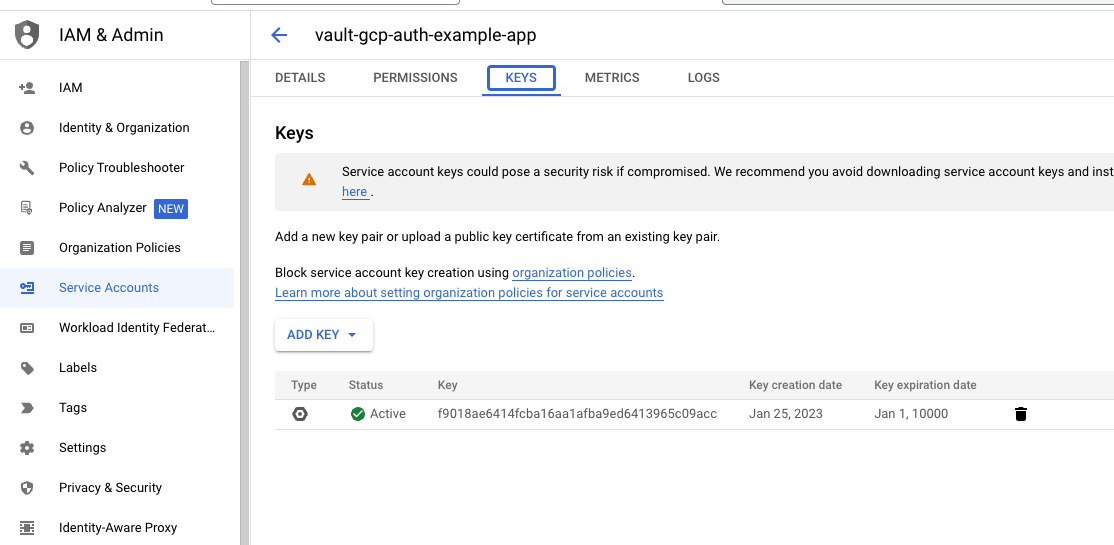 IAM & Admin
IAM
Identity & Organization
Policy Troubleshooter
Policy Analyzer NEW
Organization Policies
Service Accounts
Workload Identity Federat...
Labels
Tags
Settings
Privacy & Security
Identity-Aware Proxy
vault-gcp-auth-example-app
DETAILS PERMISSIONS KEYS METRICS LOGS
Keys
Service account keys could pose a security risk if compromised. We recommend you avoid downloading service account keys and inst
here .
Add a new key pair or upload a public key certificate from an existing key pair.
Block service account key creation using organization policies.
Learn more about setting organization policies for service accounts
ADD KEY
Type Status Key Key creation date Key expiration date
Active f9018ae6414fcba16aa1afba9ed6413965c09acc Jan 25, 2023 Jan 1, 10000